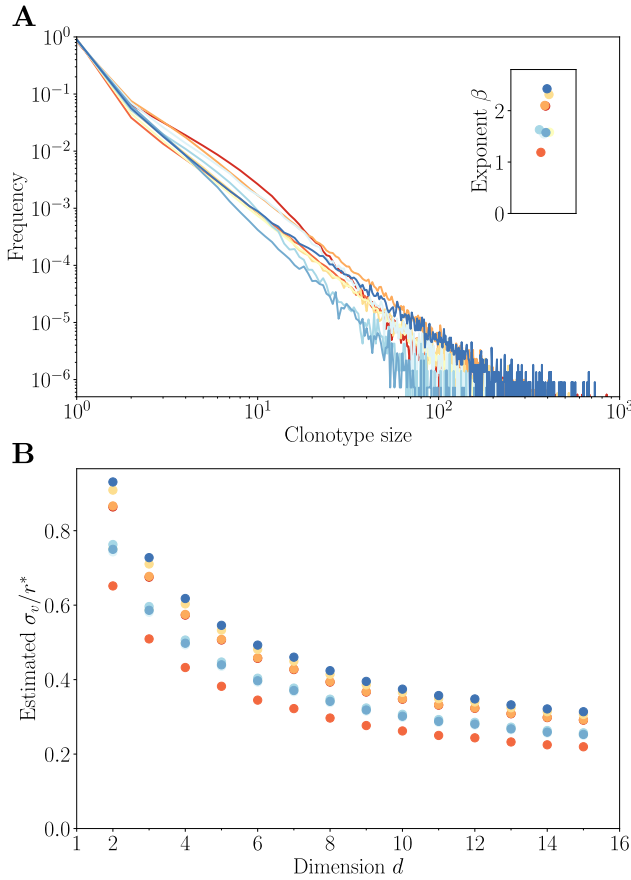 A
10^0
10^−1
10^−2
10^−3
10^−4
10^−5
10^−6
Frequency
Exponent β
2
1
0
10^0
10^1
10^2
10^3
Clonotype size
B
Estimated σ_v/r*
0.8
0.6
0.4
0.2
0.0
1 2 4 6 8 10 12 14 16
Dimension d